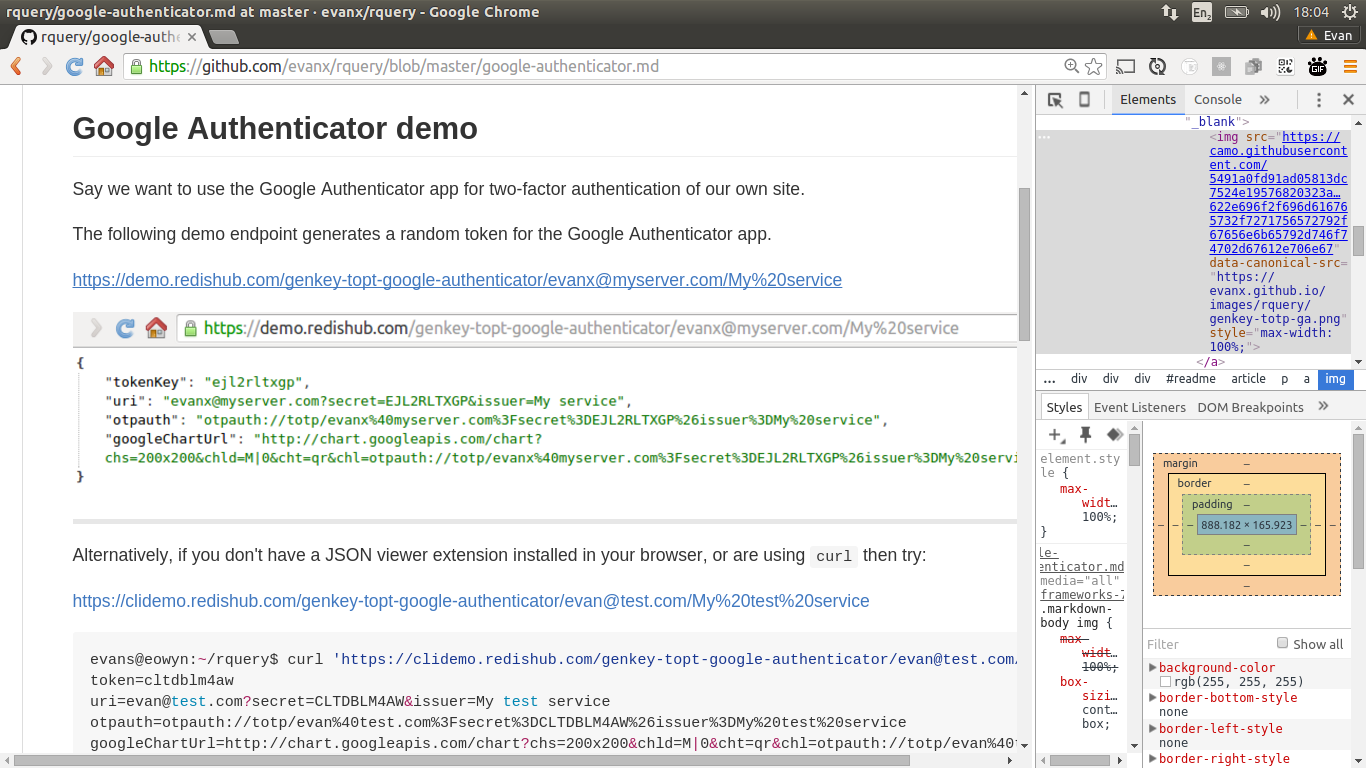 rquery/google-authenticator.md at master · evanx/rquery - Google Chrome
En2
18:04
rquery/google-authe
Evan
https://github.com/evanx/rquery/blob/master/google-authenticator.md
GIF
Google Authenticator demo
Say we want to use the Google Authenticator app for two-factor authentication of our own site.
The following demo endpoint generates a random token for the Google Authenticator app.
https://demo.redishub.com/genkey-topt-google-authenticator/evanx@myserver.com/My%20service
https://demo.redishub.com/genkey-topt-google-authenticator/evanx@myserver.com/My%20service
{
"tokenKey": "ejl2rltxgp",
"uri": "evanx@myserver.com?secret=EJL2RLTXGP&issuer=My service",
"otpauth": "otpauth://totp/evanx%40myserver.com%3Fsecret%3DEJL2RLTXGP%26issuer%3DMy%20service",
"googleChartUrl": "http://chart.googleapis.com/chart?
chs=200x200&chld=M|0&cht=qr&chl=otpauth://totp/evanx%40myserver.com%3Fsecret%3DEJL2RLTXGP%26issuer%3DMy%20servi
}
Alternatively, if you don't have a JSON viewer extension installed in your browser, or are using curl then try:
https://clidemo.redishub.com/genkey-topt-google-authenticator/evan@test.com/My%20test%20service
evans@eowyn:~/rquery$ curl 'https://clidemo.redishub.com/genkey-topt-google-authenticator/evan@test.com/
token=cltdblm4aw
uri=evan@test.com?secret=CLTDBLM4AW&issuer=My test service
otpauth=otpauth://totp/evan%40test.com%3Fsecret%3DCLTDBLM4AW%26issuer%3DMy%20test%20service
googleChartUrl=http://chart.googleapis.com/chart?chs=200x200&chld=M|0&cht=qr&chl=otpauth://totp/evan%40t
Elements Console »
"_blank">
<img src="https://
camo.githubusercont
ent.com/
5491a0fd91ad05813dc
7524e19576820323a…
622e696f2f696d61676
5732f7271756572792f
67656e6b65792d746f7
4702d67612e706e67"
data-canonical-src=
"https://
evanx.github.io/
images/rquery/
genkey-totp-ga.png"
style="max-width:
100%;">
</a>
... div div div #readme article p a img
Styles Event Listeners DOM Breakpoints »
element.sty
le {
max-
widt…
100%;
}
le-
enticator.md
media="all"
frameworks-7
.markdown-
body img {
max-
widt…
100%;
box-
sizi…
cont…
box;
margin –
border –
padding –
– – – 888.182 × 165.923 – – –
–
–
–
Filter Show all
background-color
rgb(255, 255, 255)
border-bottom-style
none
border-left-style
none
border-right-style